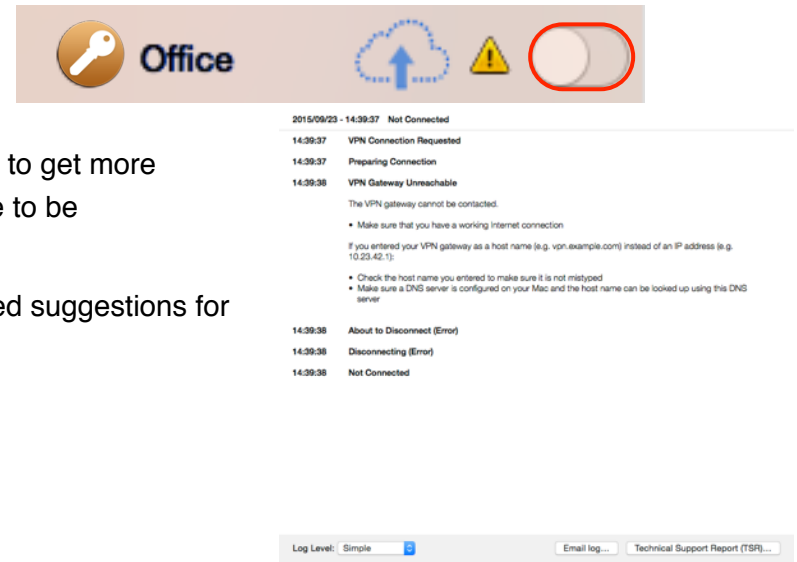 Office
to get more
e to be
ed suggestions for
2015/09/23 - 14:39:37 Not Connected
14:39:37 VPN Connection Requested
14:39:37 Preparing Connection
14:39:38 VPN Gateway Unreachable
The VPN gateway cannot be contacted.
• Make sure that you have a working Internet connection
If you entered your VPN gateway as a host name (e.g. vpn.example.com) instead of an IP address (e.g.
10.23.42.1):
• Check the host name you entered to make sure it is not mistyped
• Make sure a DNS server is configured on your Mac and the host name can be looked up using this DNS
server
14:39:38 About to Disconnect (Error)
14:39:38 Disconnecting (Error)
14:39:38 Not Connected
Log Level: Simple Email log... Technical Support Report (TSR)...